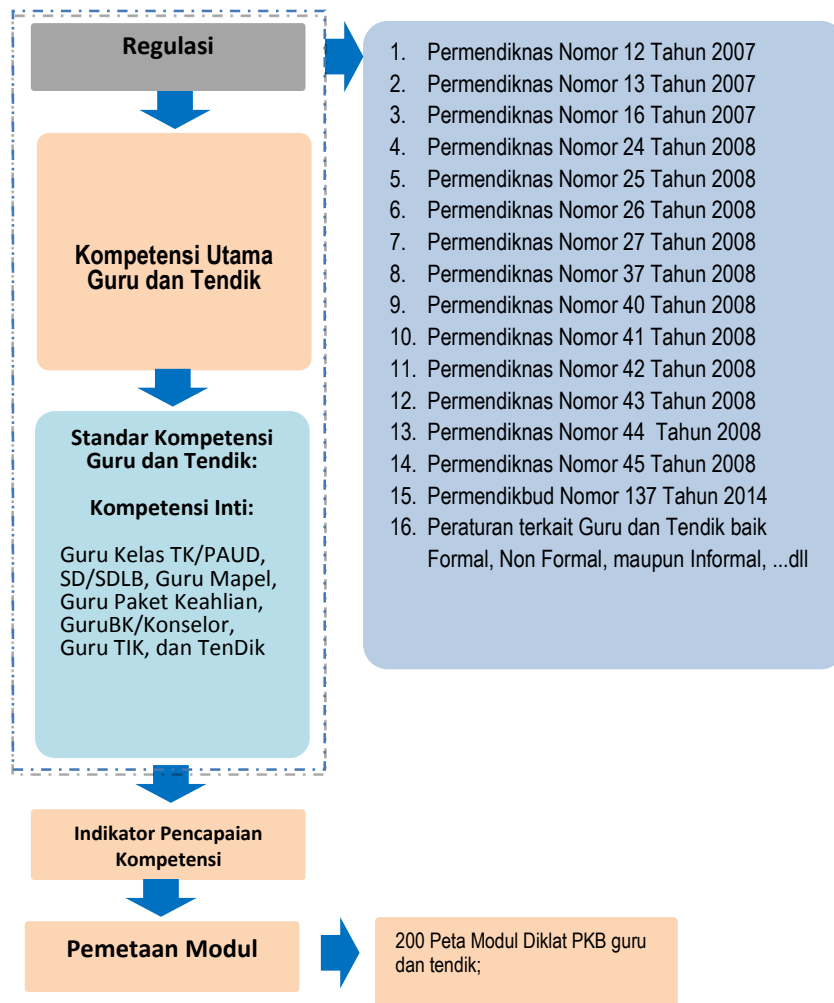 Regulasi
1. Permendiknas Nomor 12 Tahun 2007
2. Permendiknas Nomor 13 Tahun 2007
3. Permendiknas Nomor 16 Tahun 2007
4. Permendiknas Nomor 24 Tahun 2008
5. Permendiknas Nomor 25 Tahun 2008
6. Permendiknas Nomor 26 Tahun 2008
7. Permendiknas Nomor 27 Tahun 2008
8. Permendiknas Nomor 37 Tahun 2008
9. Permendiknas Nomor 40 Tahun 2008
10. Permendiknas Nomor 41 Tahun 2008
11. Permendiknas Nomor 42 Tahun 2008
12. Permendiknas Nomor 43 Tahun 2008
13. Permendiknas Nomor 44 Tahun 2008
14. Permendiknas Nomor 45 Tahun 2008
15. Permendikbud Nomor 137 Tahun 2014
16. Peraturan terkait Guru dan Tendik baik
Formal, Non Formal, maupun Informal, ...dll
Kompetensi Utama
Guru dan Tendik
Standar Kompetensi
Guru dan Tendik:
Kompetensi Inti:
Guru Kelas TK/PAUD,
SD/SDLB, Guru Mapel,
Guru Paket Keahlian,
GuruBK/Konselor,
Guru TIK, dan TenDik
Indikator Pencapaian
Kompetensi
Pemetaan Modul
200 Peta Modul Diklat PKB guru
dan tendik;